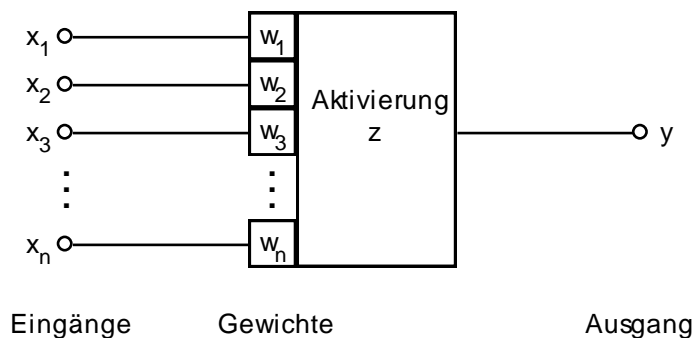 x1 w1
x2 w2
Aktivierung
x3 w3 z y
xn wn
Eingänge Gewichte Ausgang